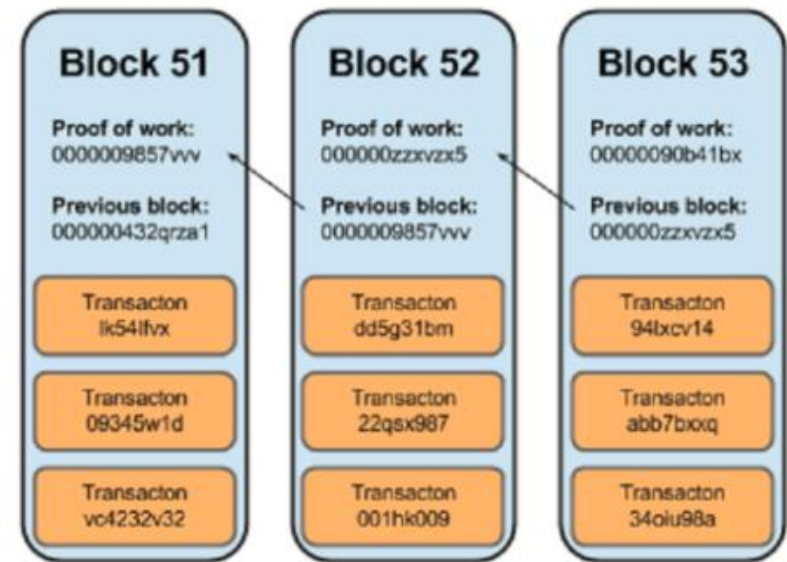 Block 51
Proof of work:
0000009857vvv
Previous block:
000000432qrza1
Transacton
lk54lfvx
Transacton
09345w1d
Transacton
vc4232v32
Block 52
Proof of work:
000000zzxvzx5
Previous block:
0000009857vvv
Transacton
dd5g31bm
Transacton
22qsx987
Transacton
001hk009
Block 53
Proof of work:
00000090b41bx
Previous block:
000000zzxvzx5
Transacton
94lxcv14
Transacton
abb7bxxq
Transacton
34oiu98a